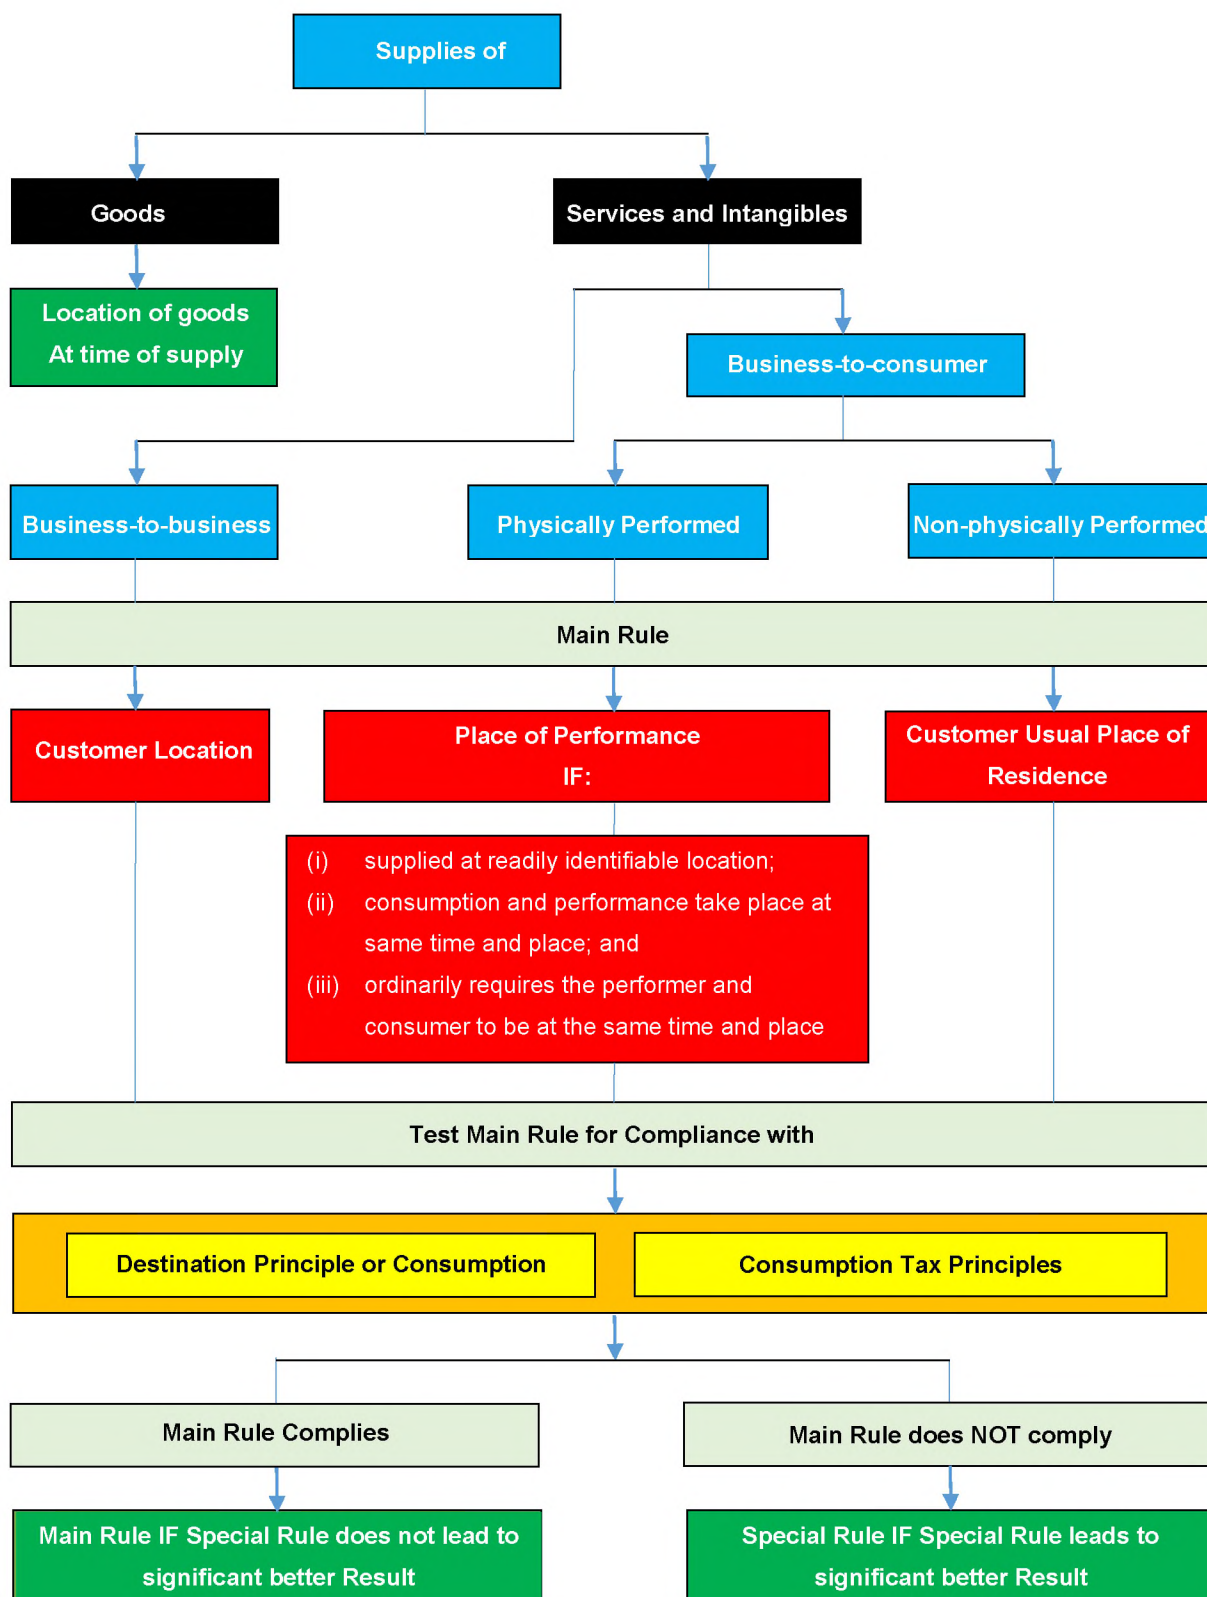 Supplies of
Goods
Services and Intangibles
Location of goods
At time of supply
Business-to-consumer
Business-to-business
Physically Performed
Non-physically Performed
Main Rule
Customer Location
Place of Performance
IF:
Customer Usual Place of
Residence
(i) supplied at readily identifiable location;
(ii) consumption and performance take place at
same time and place; and
(iii) ordinarily requires the performer and
consumer to be at the same time and place
Test Main Rule for Compliance with
Destination Principle or Consumption
Consumption Tax Principles
Main Rule Complies
Main Rule does NOT comply
Main Rule IF Special Rule does not lead to
significant better Result
Special Rule IF Special Rule leads to
significant better Result